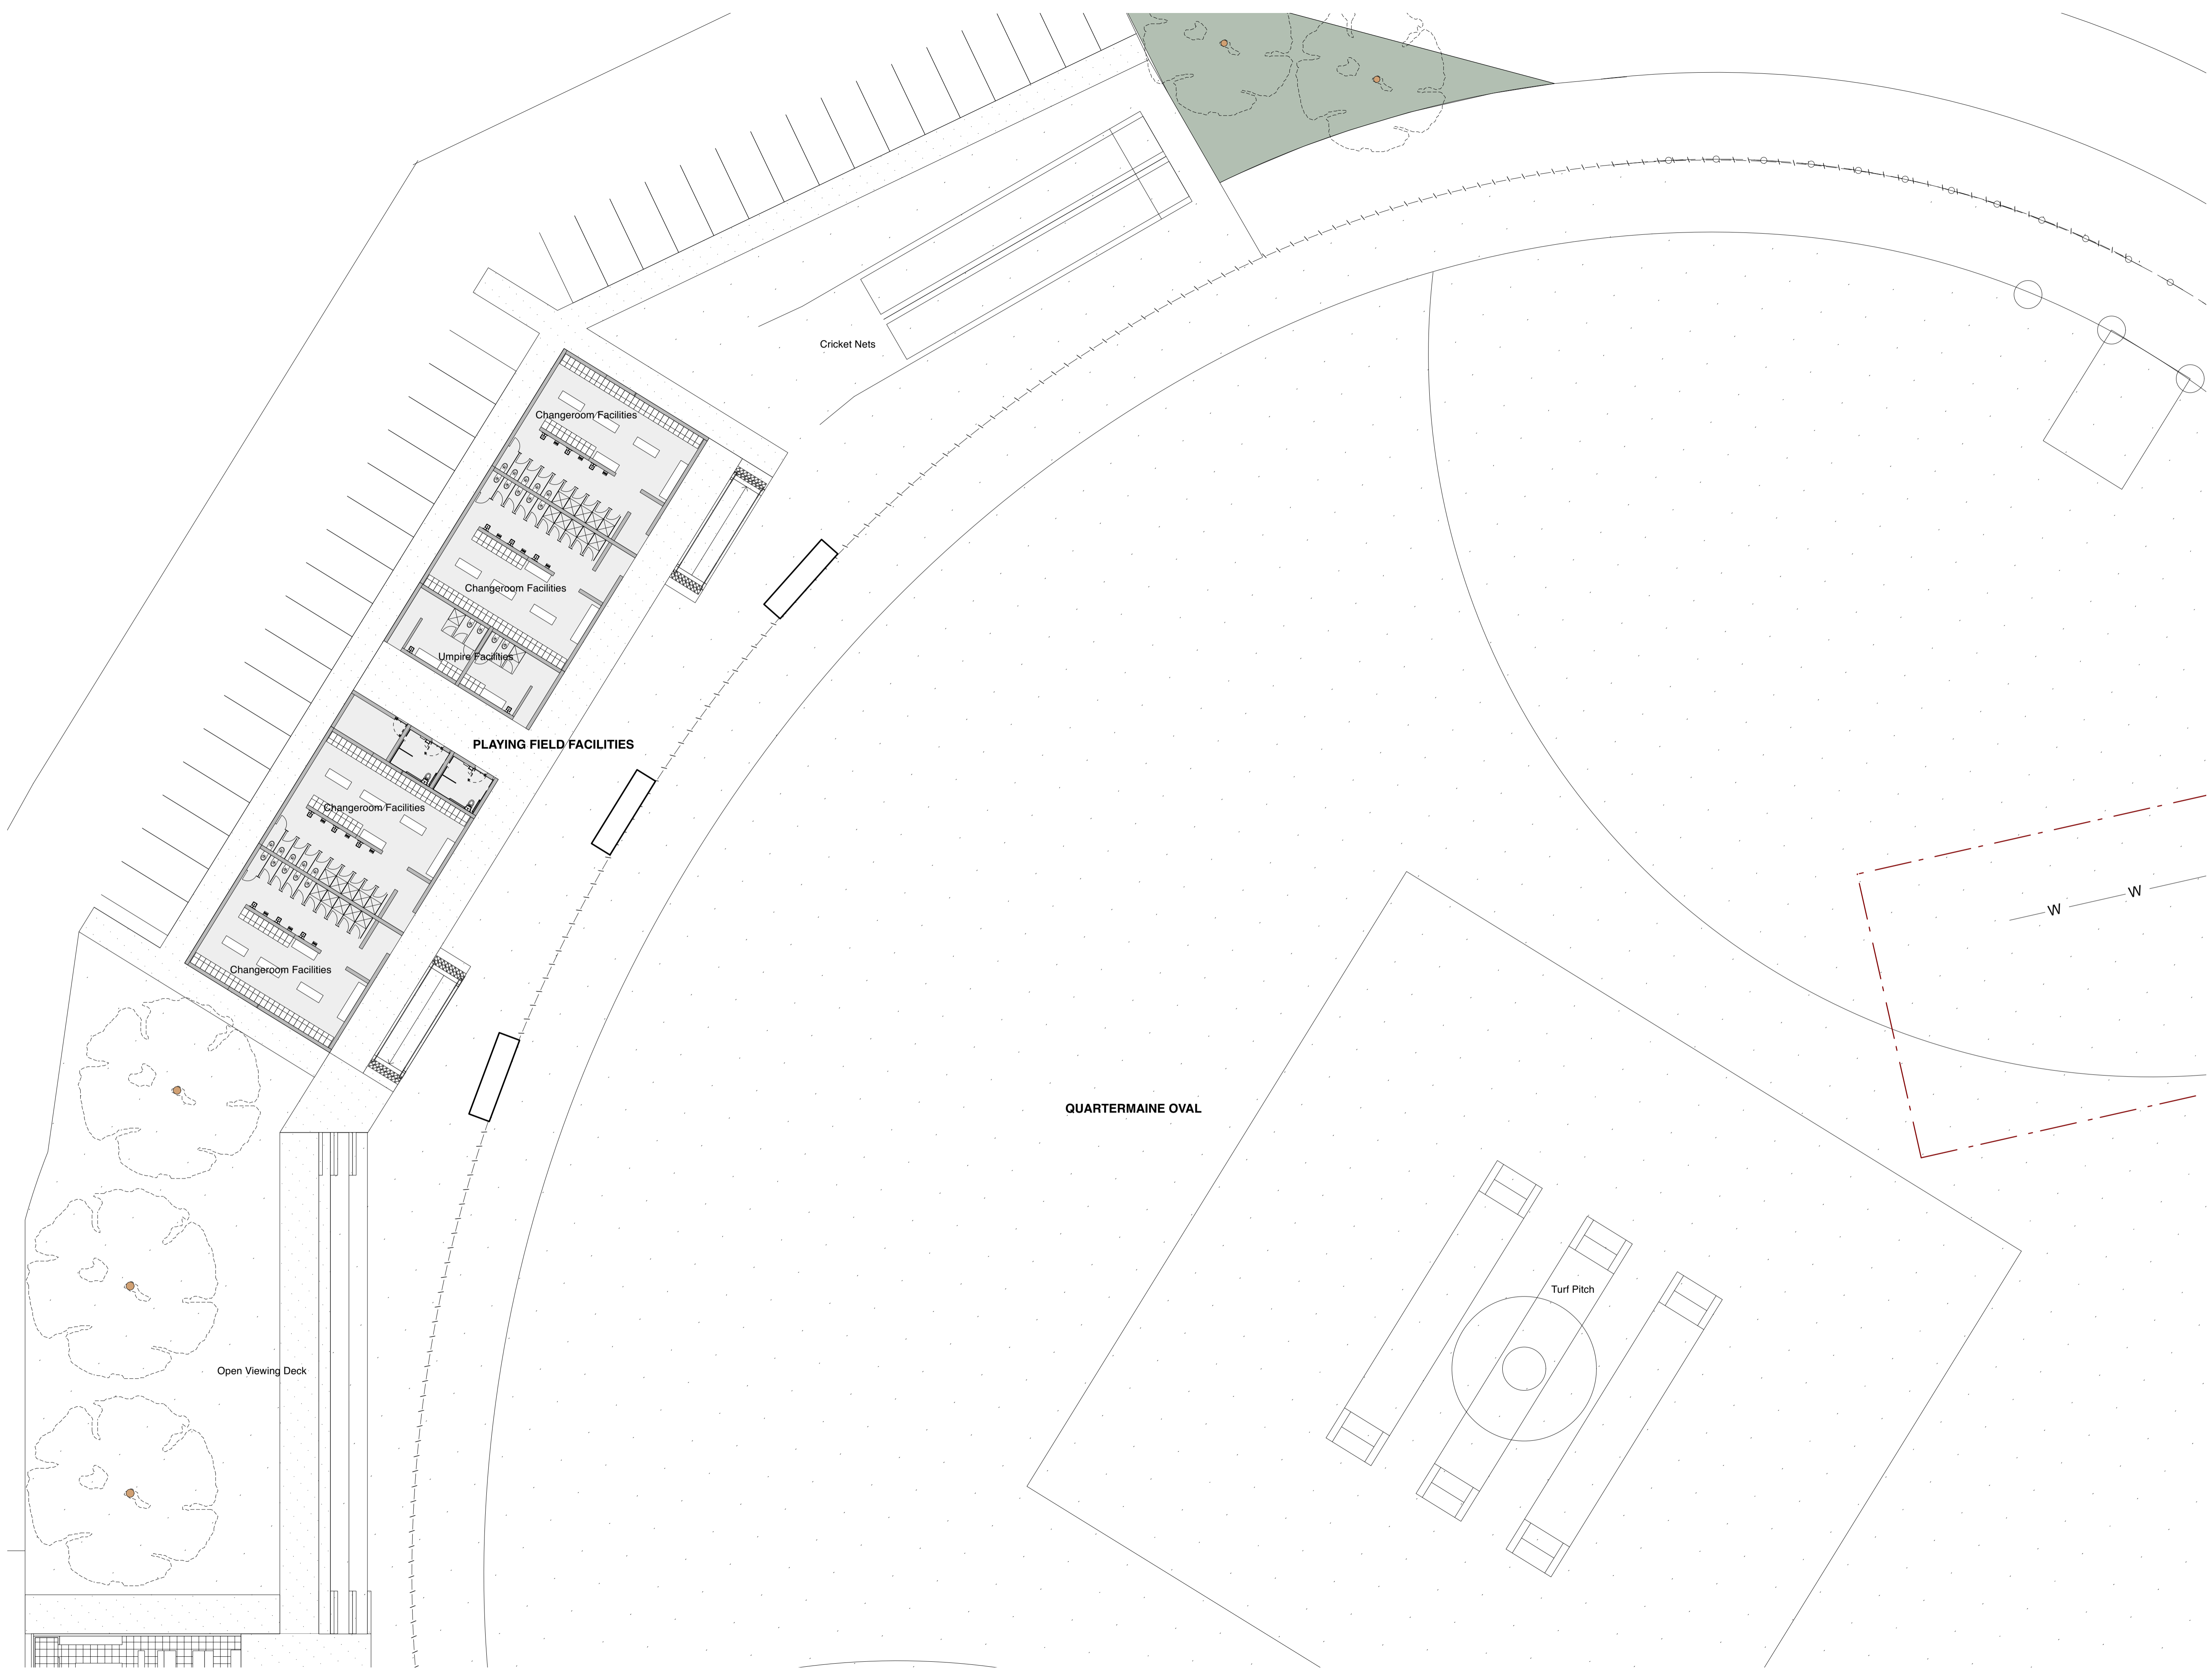 Cricket Nets
Changeroom Facilities
Changeroom Facilities
Umpire Facilities
PLAYING FIELD FACILITIES
Changeroom Facilities
W
W
Changeroom Facilities
QUARTERMAINE OVAL
Turf Pitch
Open Viewing Deck